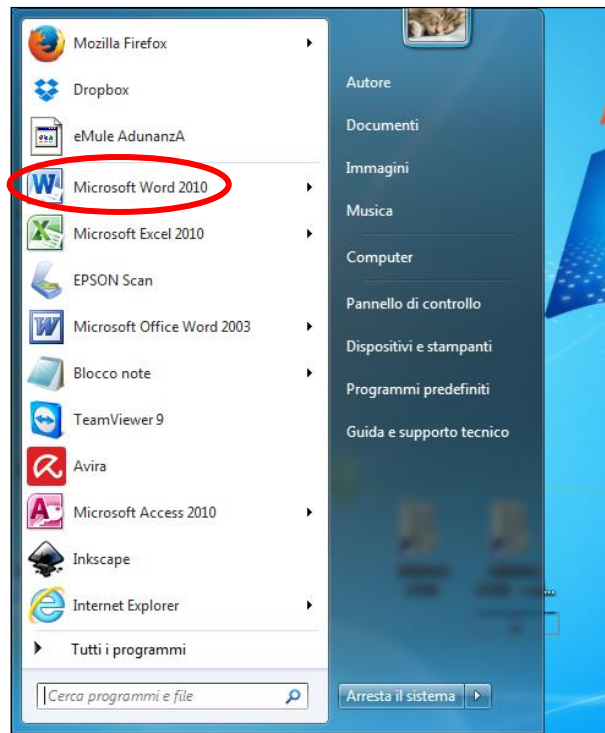 Mozilla Firefox
Dropbox
eMule AdunanzA
Microsoft Word 2010
Microsoft Excel 2010
EPSON Scan
Microsoft Office Word 2003
Blocco note
TeamViewer 9
Avira
Microsoft Access 2010
Inkscape
Internet Explorer
Tutti i programmi
Cerca programmi e file
Autore
Documenti
Immagini
Musica
Computer
Pannello di controllo
Dispositivi e stampanti
Programmi predefiniti
Guida e supporto tecnico
Arresta il sistema